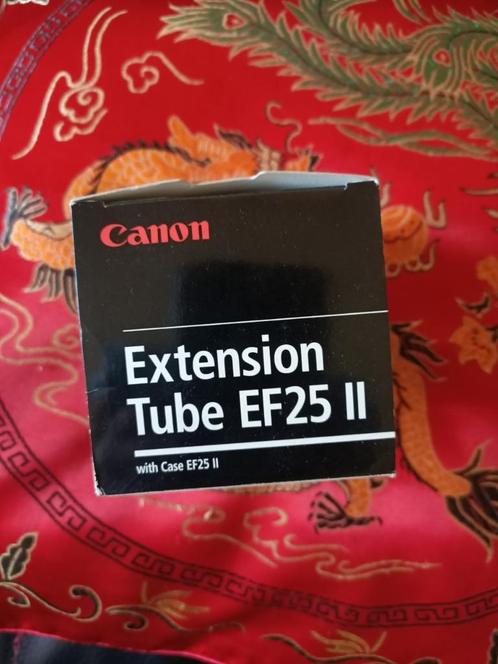 Canon
Extension
Tube EF25 II
with Case EF25 II